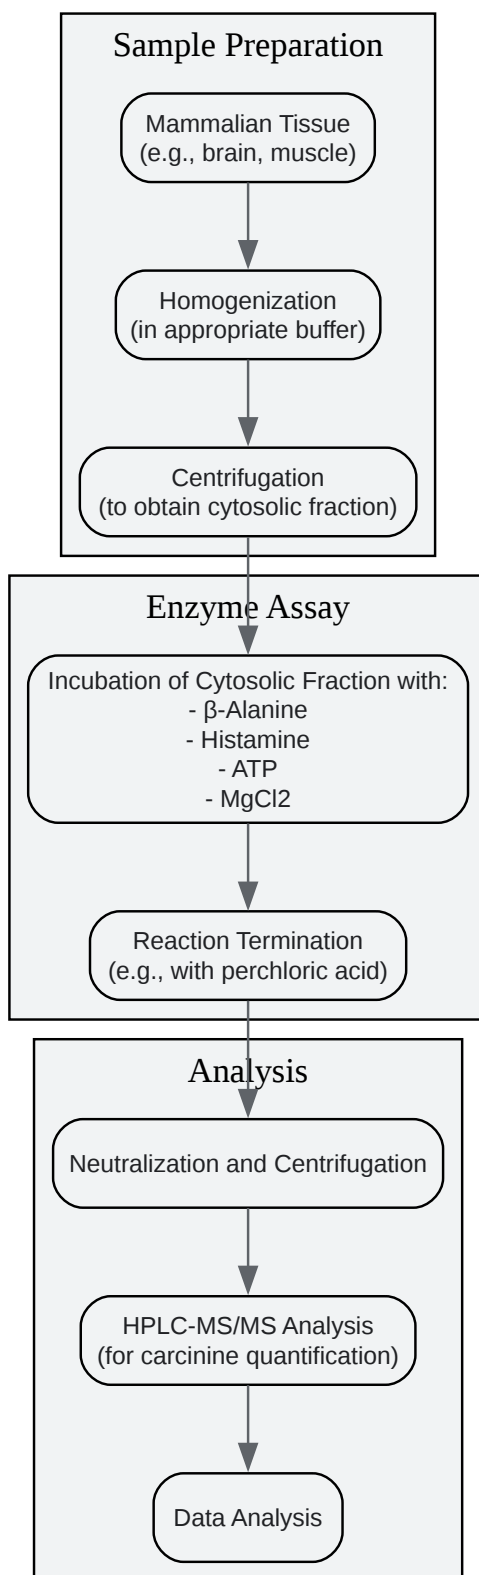 Sample Preparation
Mammalian Tissue
(e.g., brain, muscle)
Homogenization
(in appropriate buffer)
Centrifugation
(to obtain cytosolic fraction)
Enzyme Assay
Incubation of Cytosolic Fraction with:
- β-Alanine
- Histamine
- ATP
- MgCl2
Reaction Termination
(e.g., with perchloric acid)
Analysis
Neutralization and Centrifugation
HPLC-MS/MS Analysis
(for carcinine quantification)
Data Analysis